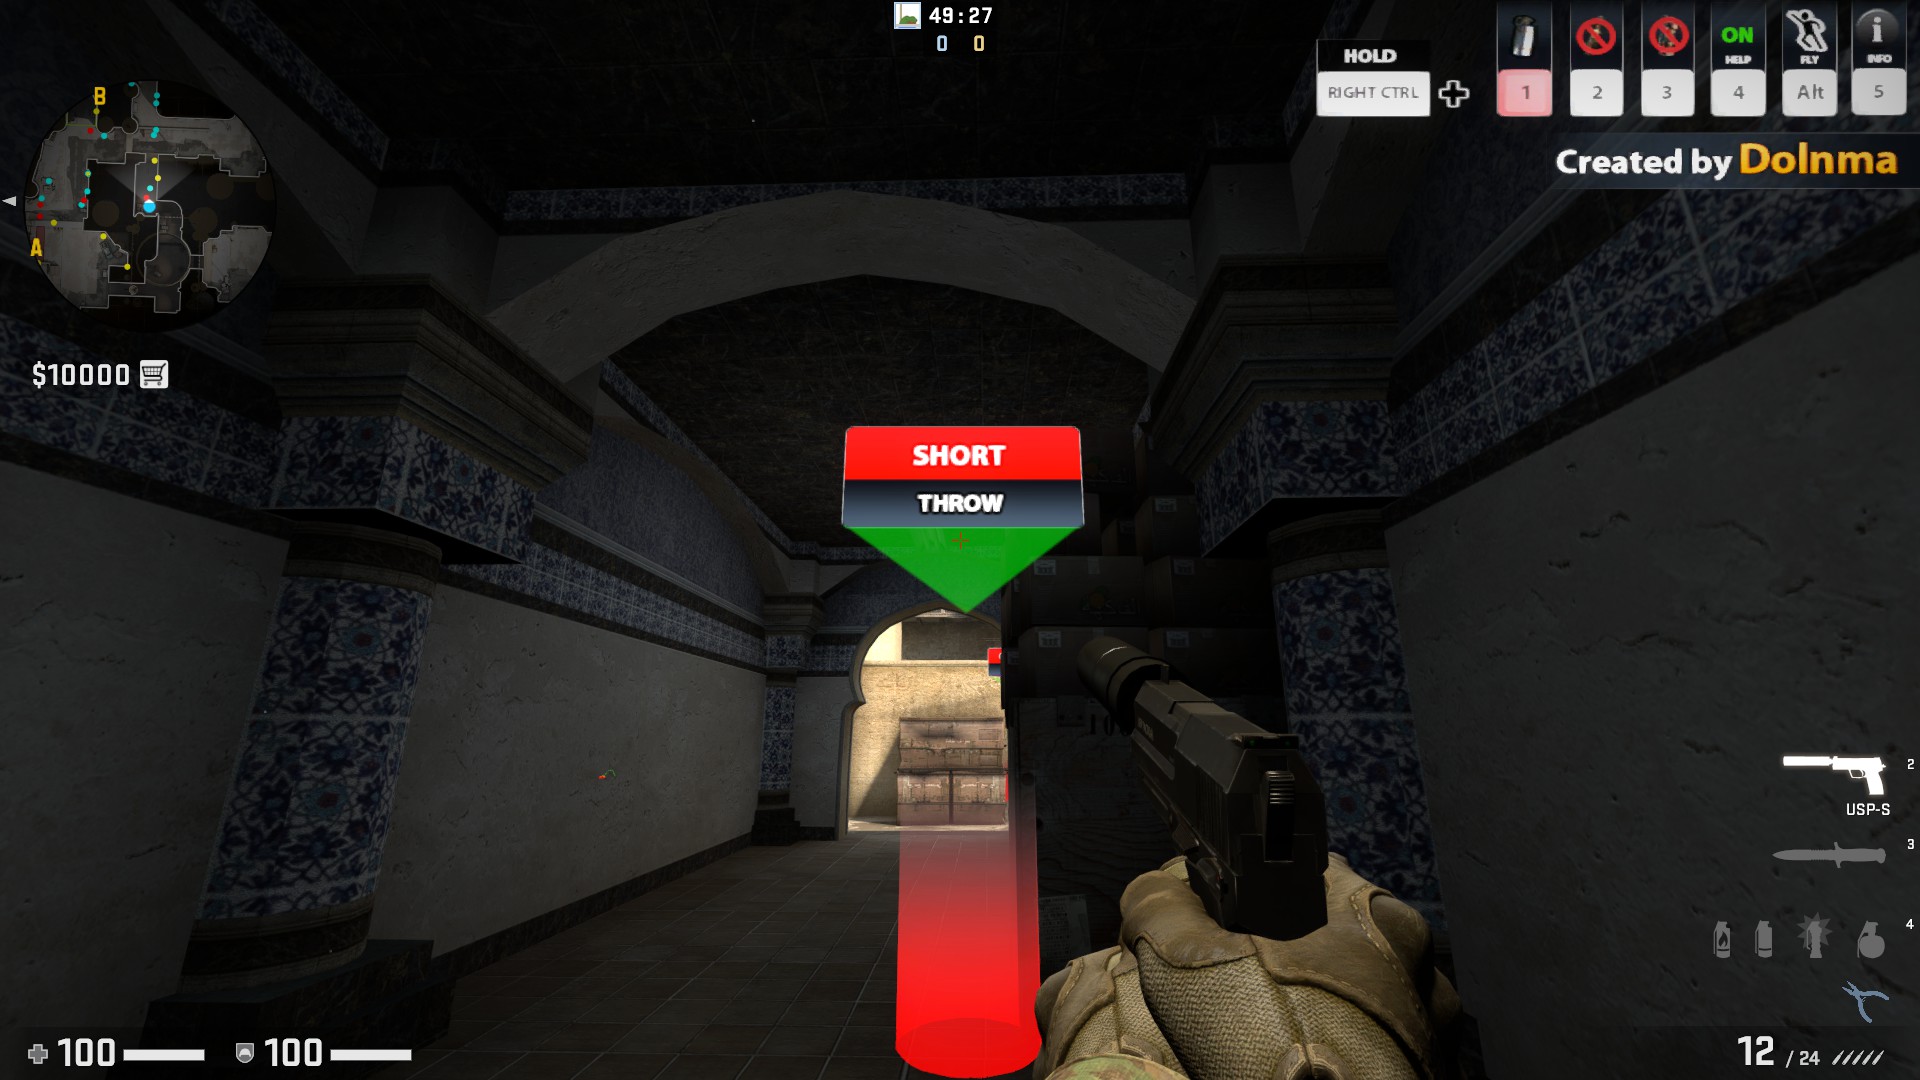 49:27
0 0
B
A
$10000
HOLD
RIGHT CTRL
1
2
3
ON
HELP
4
FLY
Alt
INFO
5
Created by Dolnma
SHORT
THROW
2
USP-S
3
4
100
100
12 / 24